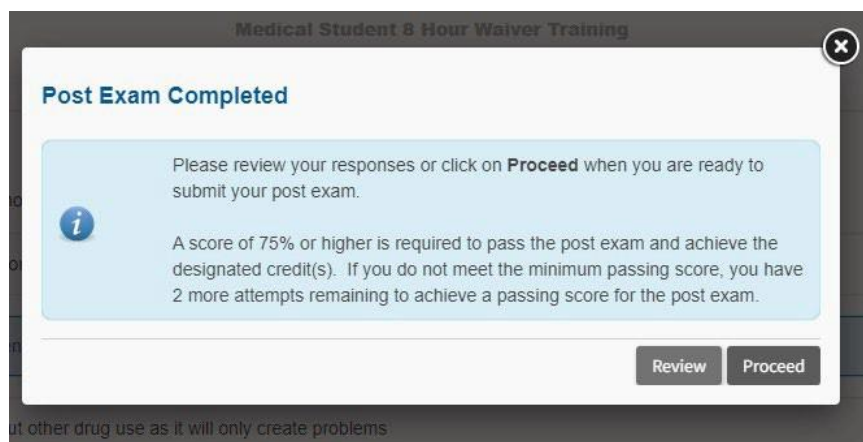 Medical Student 8 Hour Waiver Training
Post Exam Completed
Please review your responses or click on Proceed when you are ready to
submit your post exam.
A score of 75% or higher is required to pass the post exam and achieve the
designated credit(s). If you do not meet the minimum passing score, you have
2 more attempts remaining to achieve a passing score for the post exam.
Review Proceed
other drug use as it will only create problems